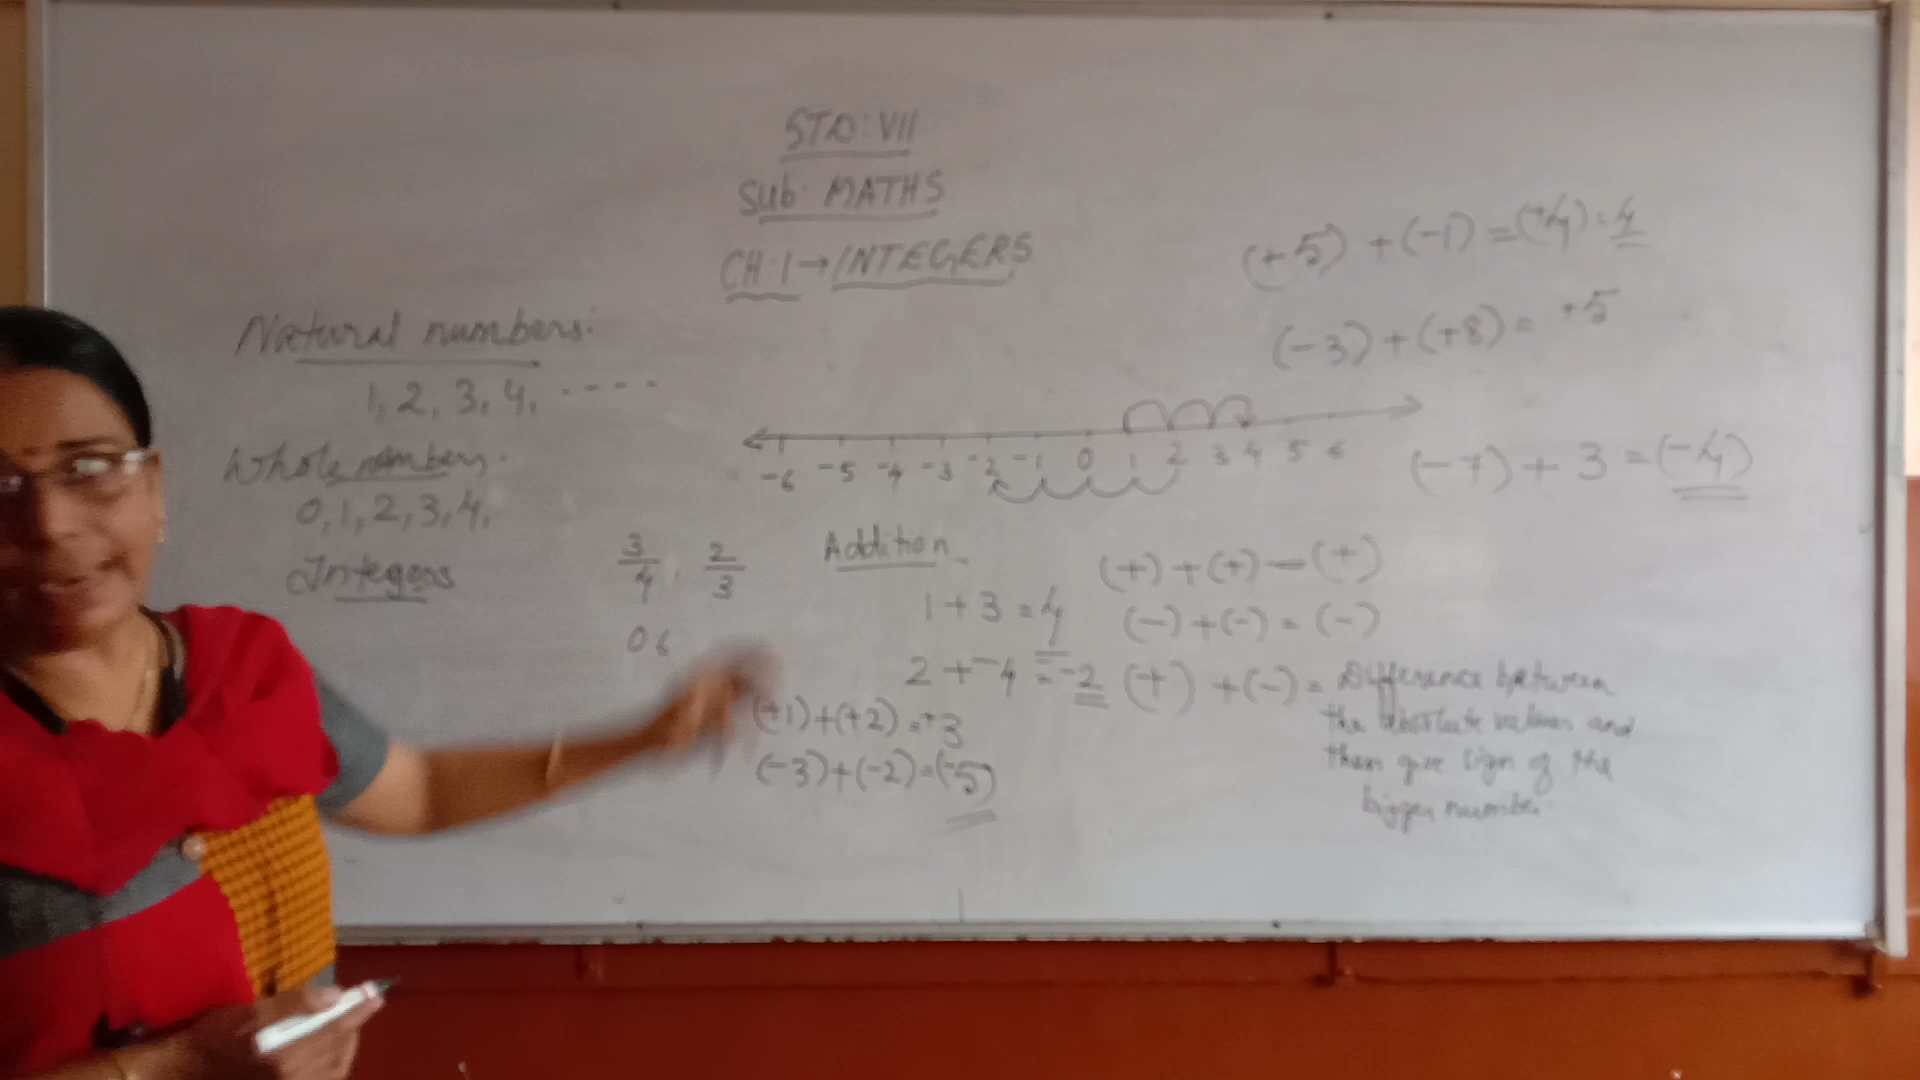 STD: VII
Sub: MATHS
CH:1→INTEGERS
Natural numbers:
1, 2, 3, 4, ----
Whole numbers.
0, 1, 2, 3, 4,
Integers
3/4, 2/3
06
-6 -5 -4 -3 -2 -1 0 1 2 3 4 5 6
Addition
1 + 3 = 4
2 + -4 = -2
(+1)+(+2)=+3
(-3)+(-2)=(-5)
(+5) + (-1) = (+4) = 4
(-3)+(+8) = +5
(-7) + 3 = (-4)
(+) + (+) - (+)
(-) + (-) = (-)
(+) + (-) = Difference between
the absolute values and
then give sign of the
bigger number